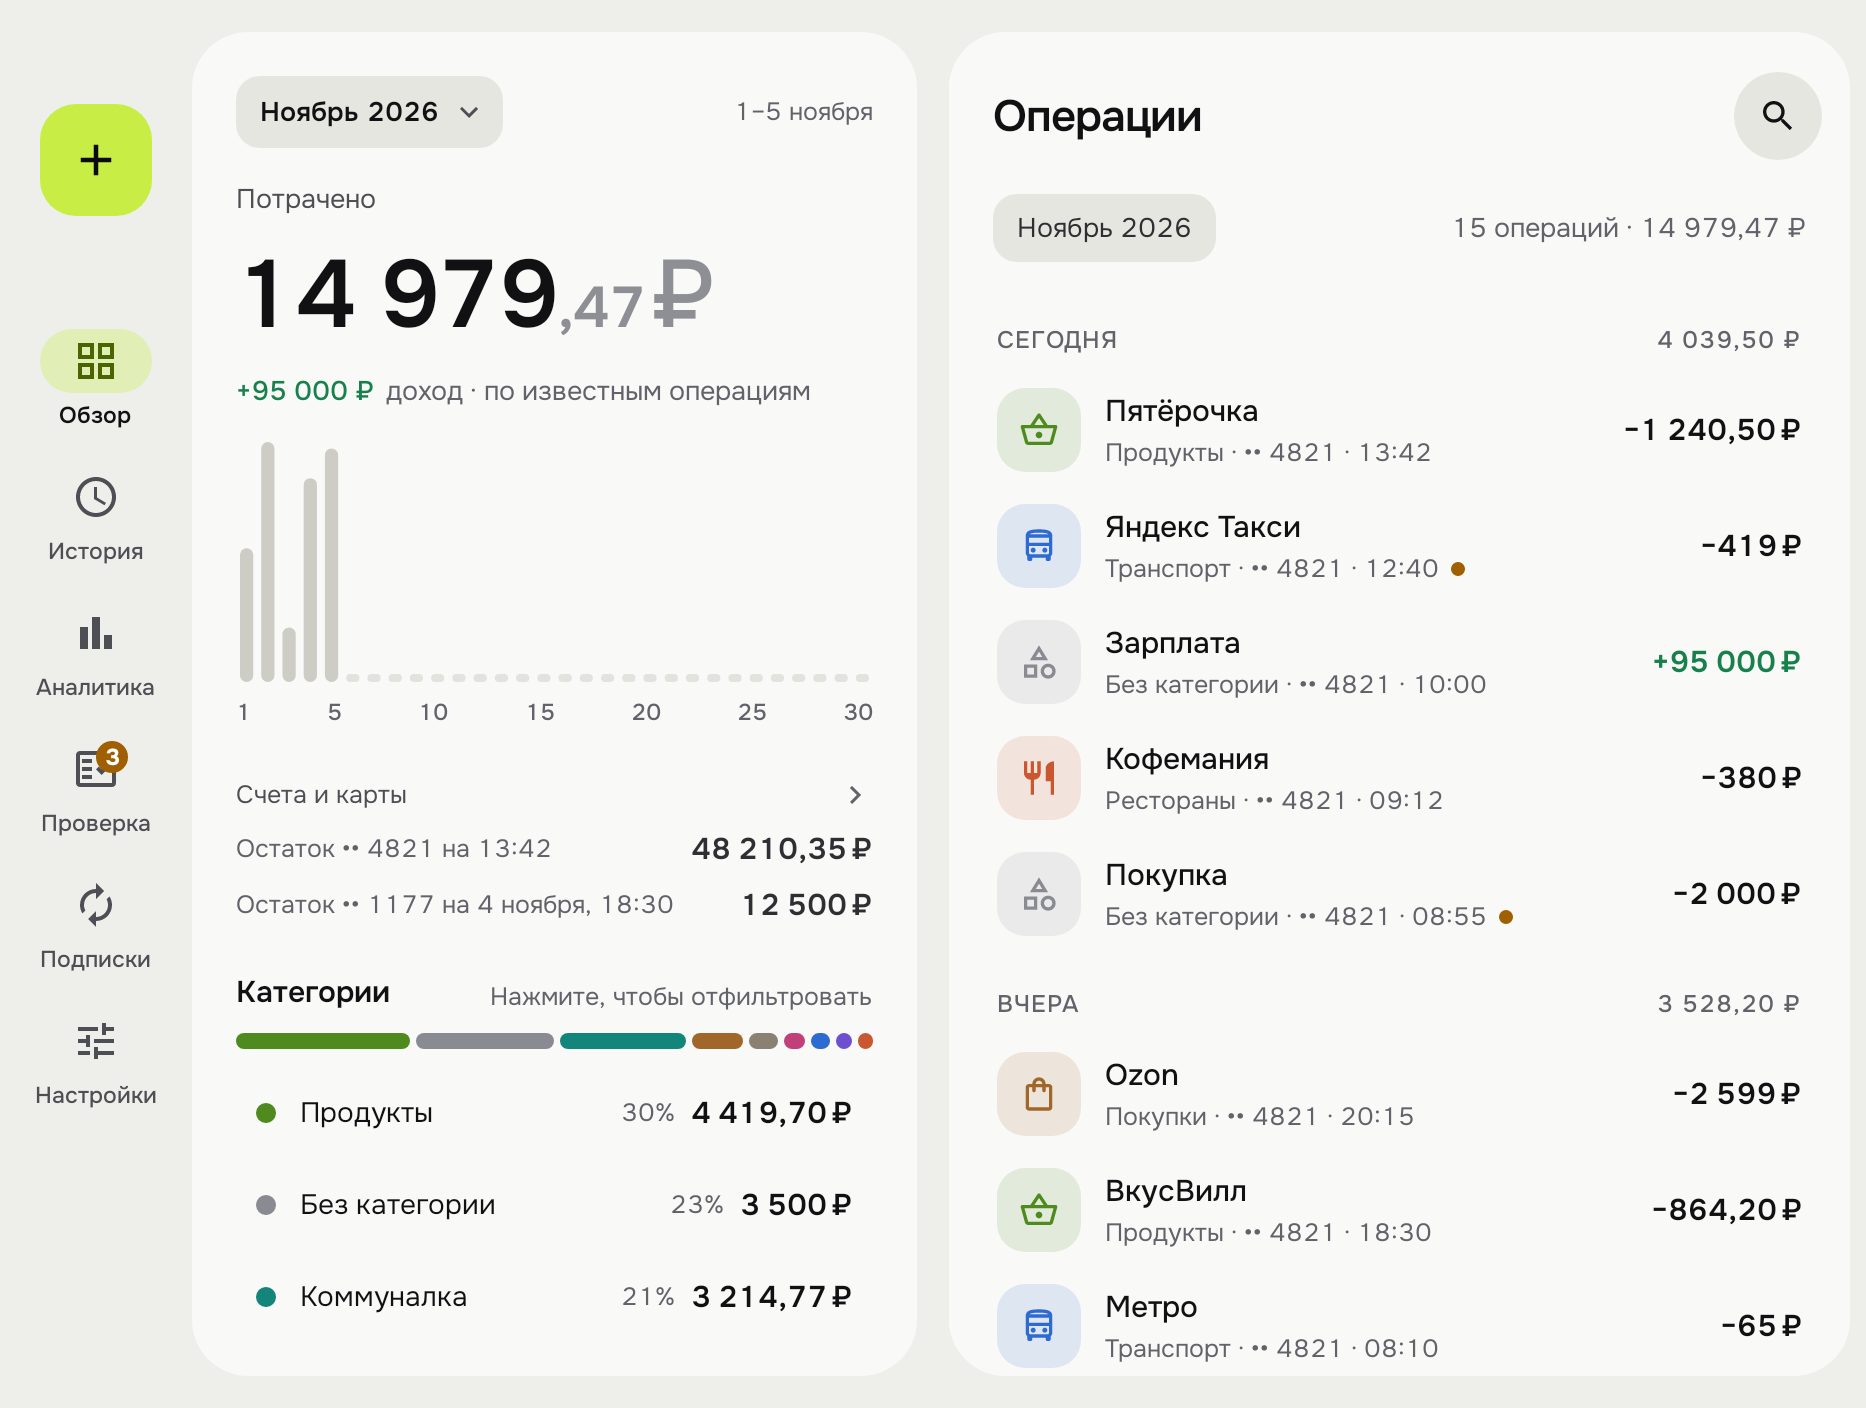 Обзор
История
Аналитика
3
Проверка
Подписки
Настройки
Ноябрь 2026
1–5 ноября
Потрачено
14 979,47 ₽
+95 000 ₽ доход · по известным операциям
1 5 10 15 20 25 30
Счета и карты
Остаток •• 4821 на 13:42 48 210,35 ₽
Остаток •• 1177 на 4 ноября, 18:30 12 500 ₽
Категории Нажмите, чтобы отфильтровать
Продукты 30% 4 419,70 ₽
Без категории 23% 3 500 ₽
Коммуналка 21% 3 214,77 ₽
Операции
Ноябрь 2026 15 операций · 14 979,47 ₽
СЕГОДНЯ 4 039,50 ₽
Пятёрочка
Продукты · •• 4821 · 13:42
−1 240,50 ₽
Яндекс Такси
Транспорт · •• 4821 · 12:40
−419 ₽
Зарплата
Без категории · •• 4821 · 10:00
+95 000 ₽
Кофемания
Рестораны · •• 4821 · 09:12
−380 ₽
Покупка
Без категории · •• 4821 · 08:55
−2 000 ₽
ВЧЕРА 3 528,20 ₽
Ozon
Покупки · •• 4821 · 20:15
−2 599 ₽
ВкусВилл
Продукты · •• 4821 · 18:30
−864,20 ₽
Метро
Транспорт · •• 4821 · 08:10
−65 ₽